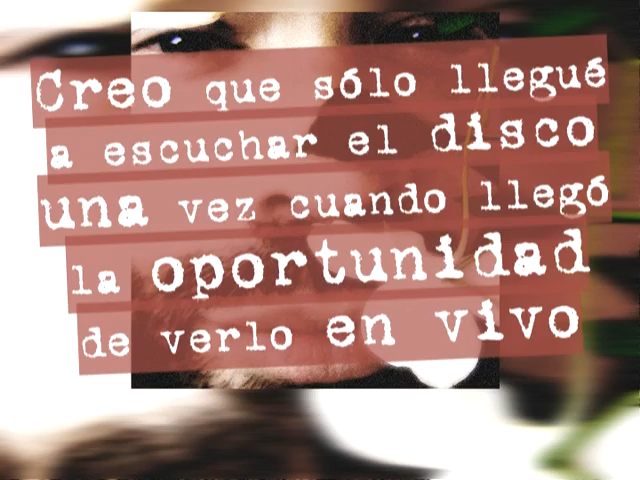 Creo que sólo llegué
a escuchar el disco
una vez cuando llegó
la oportunidad
de verlo en vivo